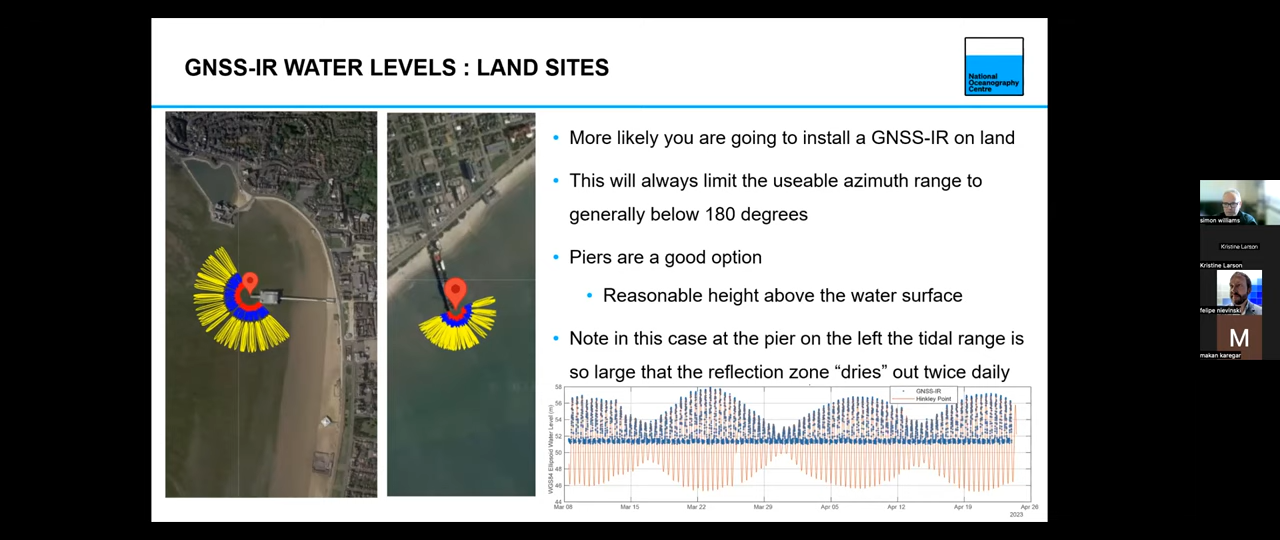 GNSS-IR WATER LEVELS : LAND SITES
National
Oceanography
Centre
• More likely you are going to install a GNSS-IR on land
• This will always limit the useable azimuth range to
generally below 180 degrees
• Piers are a good option
• Reasonable height above the water surface
• Note in this case at the pier on the left the tidal range is
so large that the reflection zone “dries” out twice daily
WGS84 Ellipsoid Water Level (m)
58
56
54
52
50
48
46
44
GNSS-IR
Hinkley Point
Mar 08
Mar 15
Mar 22
Mar 29
Apr 05
Apr 12
Apr 19
Apr 26
2023
simon williams
Kristine Larson
Kristine Larson
felipe nievinski
M
makan karegar